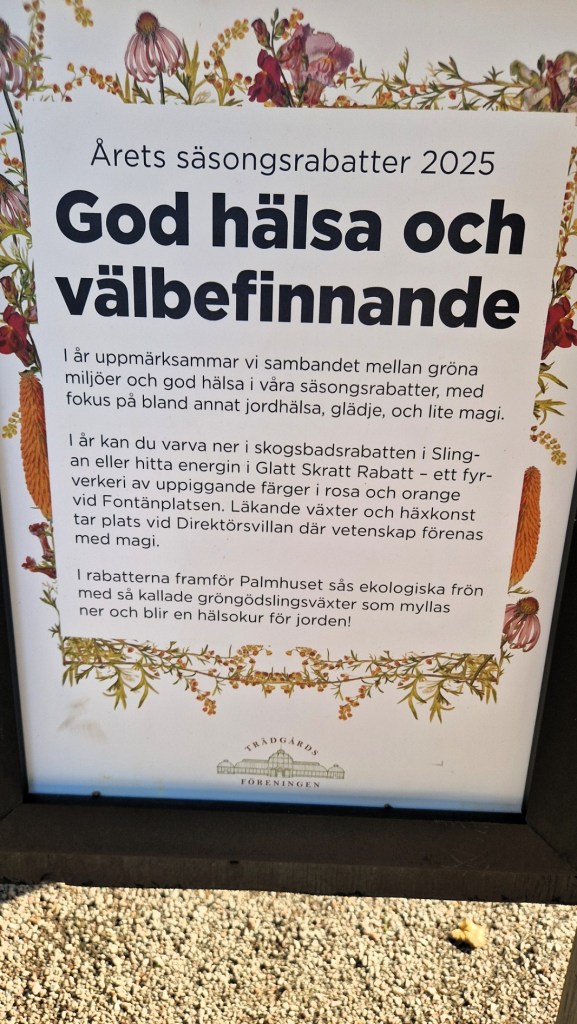 Årets säsongsrabatter 2025
God hälsa och
välbefinnande
I år uppmärksammar vi sambandet mellan gröna
miljöer och god hälsa i våra säsongsrabatter, med
fokus på bland annat jordhälsa, glädje, och lite magi.
I år kan du varva ner i skogsbadsrabatten i Sling-
an eller hitta energin i Glatt Skratt Rabatt – ett fyr-
verkeri av uppiggande färger i rosa och orange
vid Fontänplatsen. Läkande växter och häxkonst
tar plats vid Direktörsvillan där vetenskap förenas
med magi.
I rabatterna framför Palmhuset sås ekologiska frön
med så kallade gröngödslingsväxter som myllas
ner och blir en hälsokur för jorden!
TRÄDGÅRDS
FÖRENINGEN